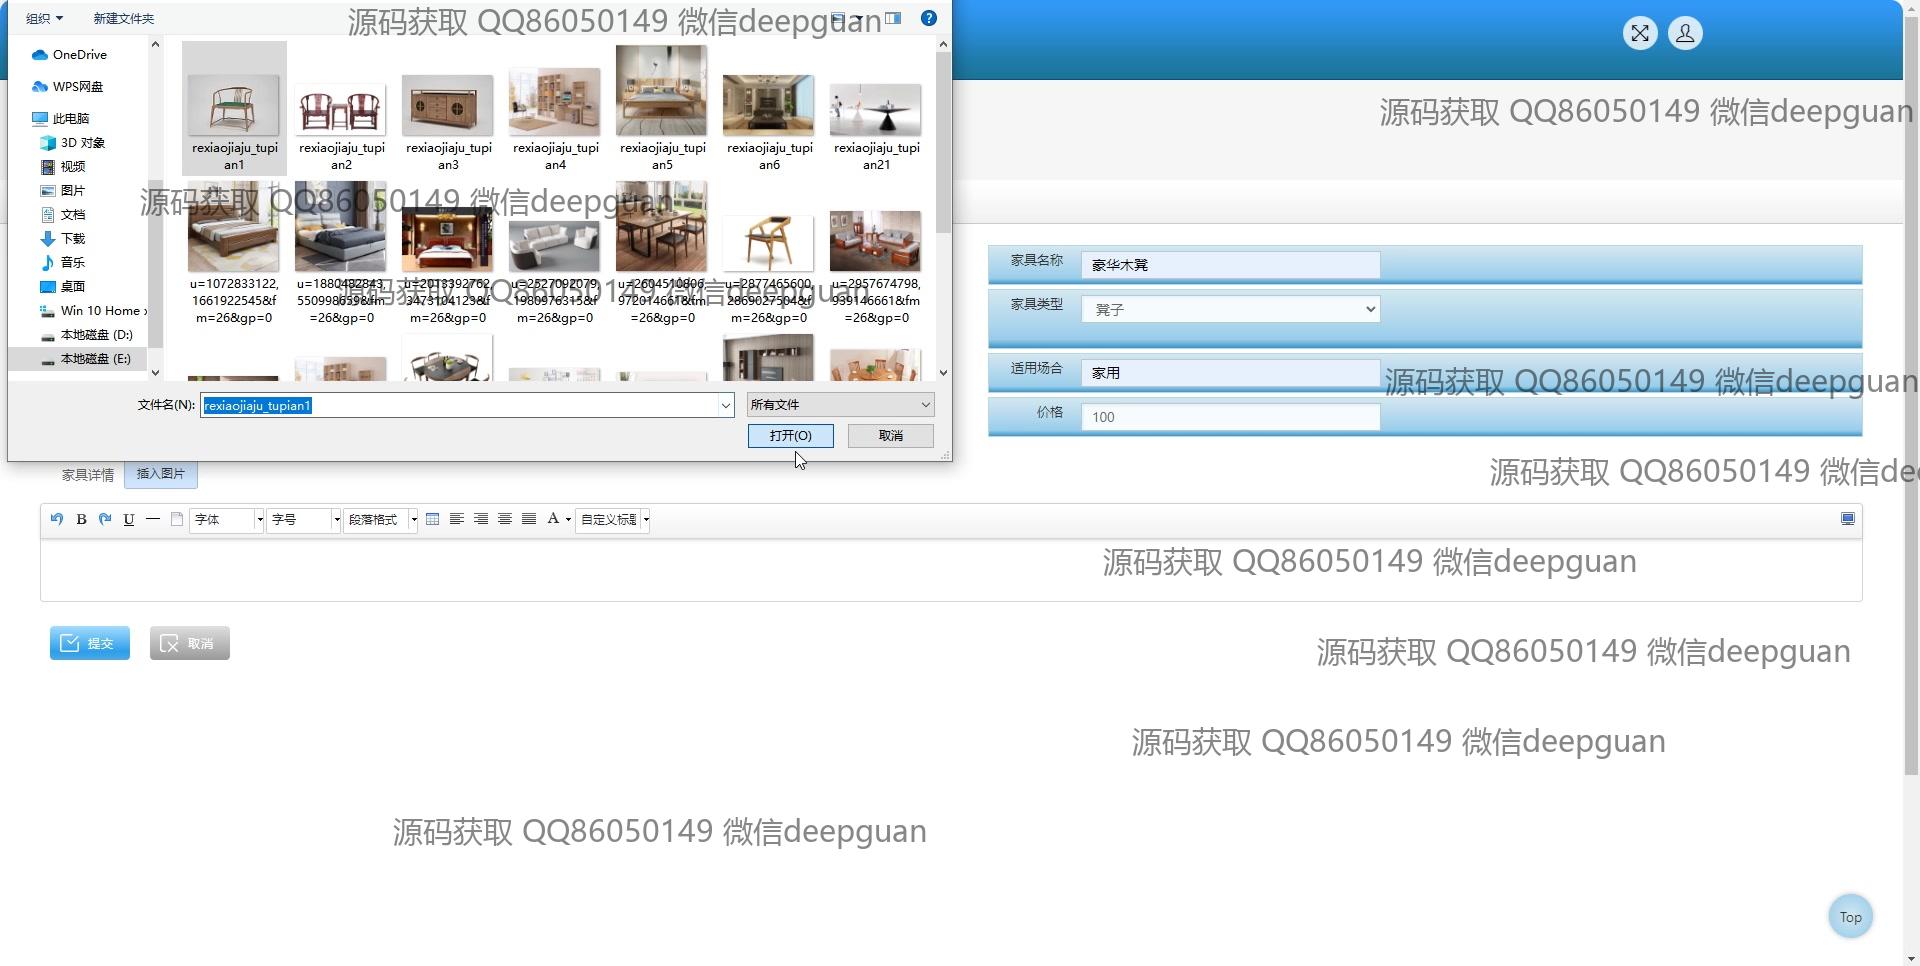 组织
新建文件夹
源码获取 QQ86050149 微信deepguan
OneDrive
WPS网盘
此电脑
3D 对象
视频
图片
文档
下载
音乐
桌面
Win 10 Home
本地磁盘 (D:)
本地磁盘 (E:)
rexiaojiaju_tupian1
rexiaojiaju_tupian2
rexiaojiaju_tupian3
rexiaojiaju_tupian4
rexiaojiaju_tupian5
rexiaojiaju_tupian6
rexiaojiaju_tupian21
源码获取 QQ86050149 微信deepguan
源码获取 QQ86050149 微信deepguan
u=1072833122,
1661922545&f
m=26&gp=0
u=1880482843,
550998659&fm
=26&gp=0
u=2013392762,
3473104123&f
m=26&gp=0
u=2527092079,
1980976315&f
m=26&gp=0
u=2604510806,
972014661&f
m=26&gp=0
u=2877465600,
2869027504&f
m=26&gp=0
u=2957674798,
939146661&fm
=26&gp=0
源码获取 QQ86050149 微信deepguan
文件名(N):
rexiaojiaju_tupian1
所有文件
打开(O)
取消
家具名称
豪华木凳
家具类型
凳子
适用场合
家用
源码获取 QQ86050149 微信deepguan
价格
100
家具详情
插入图片
源码获取 QQ86050149 微信de
B
U
字体
字号
段落格式
A
自定义标题
源码获取 QQ86050149 微信deepguan
提交
取消
源码获取 QQ86050149 微信deepguan
源码获取 QQ86050149 微信deepguan
源码获取 QQ86050149 微信deepguan
Top